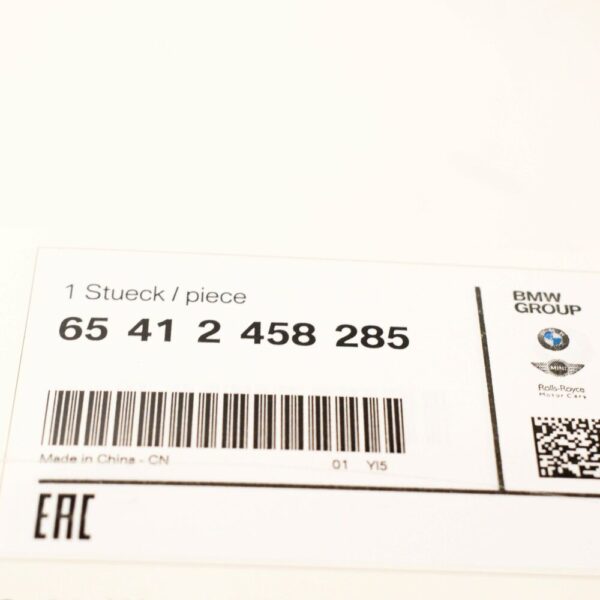 1 Stueck / piece
65 41 2 458 285
Made in China - CN
01 YI5
EAC
BMW
GROUP
MINI
Rolls-Royce
Motor Cars